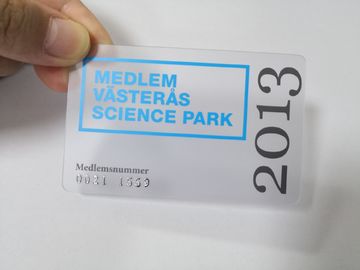 MEDLEM
VÄSTERÅS
SCIENCE PARK
2013
Medlemsnummer